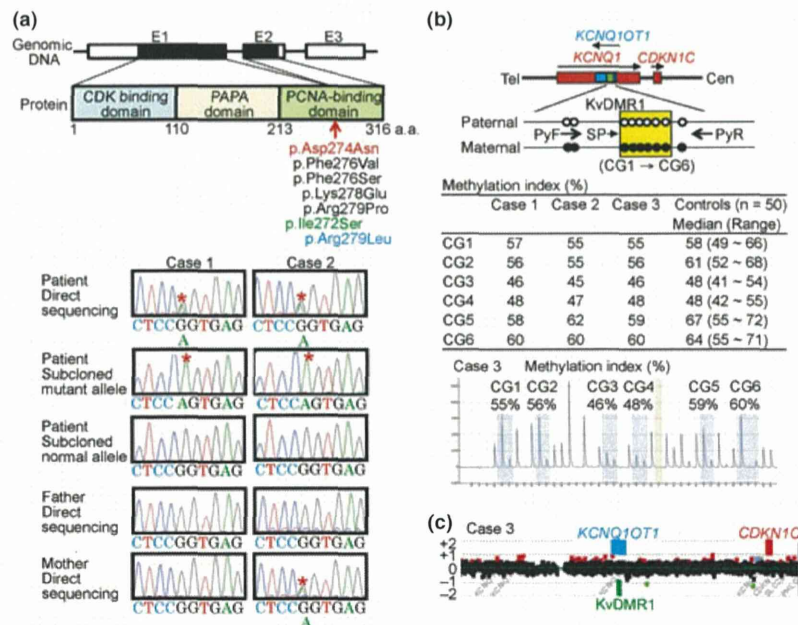 (a)
E1 E2 E3
Genomic DNA
Protein
CDK binding domain
PAPA domain
PCNA-binding domain
1 110 213 316 a.a.
p.Asp274Asn
p.Phe276Val
p.Phe276Ser
p.Lys278Glu
p.Arg279Pro
p.Ile272Ser
p.Arg279Leu
Case 1 Case 2
Patient Direct sequencing
* *
CTCCGGTGAG CTCCGGTGAG
A A
Patient Subcloned mutant allele
* *
CTCCAGTGAG CTCCAGTGAG
Patient Subcloned normal allele
CTCCGGTGAG CTCCGGTGAG
Father Direct sequencing
CTCCGGTGAG CTCCGGTGAG
Mother Direct sequencing
*
CTCCGGTGAG CTCCGGTGAG
A
(b)
KCNQ1OT1
KCNQ1 CDKN1C
Tel Cen
KvDMR1
Paternal
PyF SP PyR
Maternal
(CG1 → CG6)
Methylation index (%)
Case 1 Case 2 Case 3 Controls (n = 50)
Median (Range)
CG1 57 55 55 58 (49 ~ 66)
CG2 56 55 56 61 (52 ~ 68)
CG3 46 45 46 48 (41 ~ 54)
CG4 48 47 48 48 (42 ~ 55)
CG5 58 62 59 67 (55 ~ 72)
CG6 60 60 60 64 (55 ~ 71)
Case 3 Methylation index (%)
CG1 CG2 CG3 CG4 CG5 CG6
55% 56% 46% 48% 59% 60%
(c)
Case 3
KCNQ1OT1 CDKN1C
+2
+1
0
−1
−2
KvDMR1